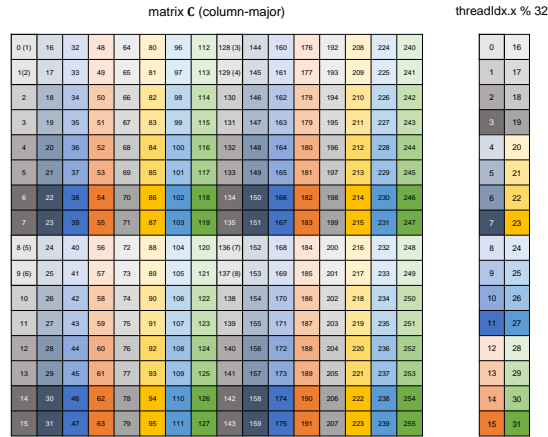 matrix C (column-major) threadIdx.x % 32
0 (1) 16 32 48 64 80 96 112 128 (3) 144 160 176 192 208 224 240 0 16
1(2) 17 33 49 65 81 97 113 129 (4) 145 161 177 193 209 225 241 1 17
2 18 34 50 66 82 98 114 130 146 162 178 194 210 226 242 2 18
3 19 35 51 67 83 99 115 131 147 163 179 195 211 227 243 3 19
4 20 36 52 68 84 100 116 132 148 164 180 196 212 228 244 4 20
5 21 37 53 69 85 101 117 133 149 165 181 197 213 229 245 5 21
6 22 38 54 70 86 102 118 134 150 166 182 198 214 230 246 6 22
7 23 39 55 71 87 103 119 135 151 167 183 199 215 231 247 7 23
8 (5) 24 40 56 72 88 104 120 136 (7) 152 168 184 200 216 232 248 8 24
9 (6) 25 41 57 73 89 105 121 137 (8) 153 169 185 201 217 233 249 9 25
10 26 42 58 74 90 106 122 138 154 170 186 202 218 234 250 10 26
11 27 43 59 75 91 107 123 139 155 171 187 203 219 235 251 11 27
12 28 44 60 76 92 108 124 140 156 172 188 204 220 236 252 12 28
13 29 45 61 77 93 109 125 141 157 173 189 205 221 237 253 13 29
14 30 46 62 78 94 110 126 142 158 174 190 206 222 238 254 14 30
15 31 47 63 79 95 111 127 143 159 175 191 207 223 239 255 15 31